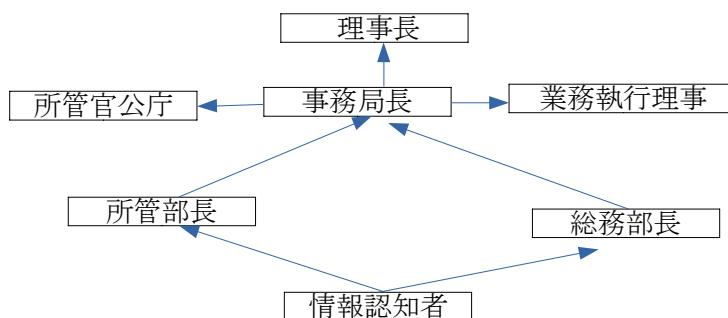 理事長
所管官公庁
事務局長
業務執行理事
所管部長
総務部長
情報認知者